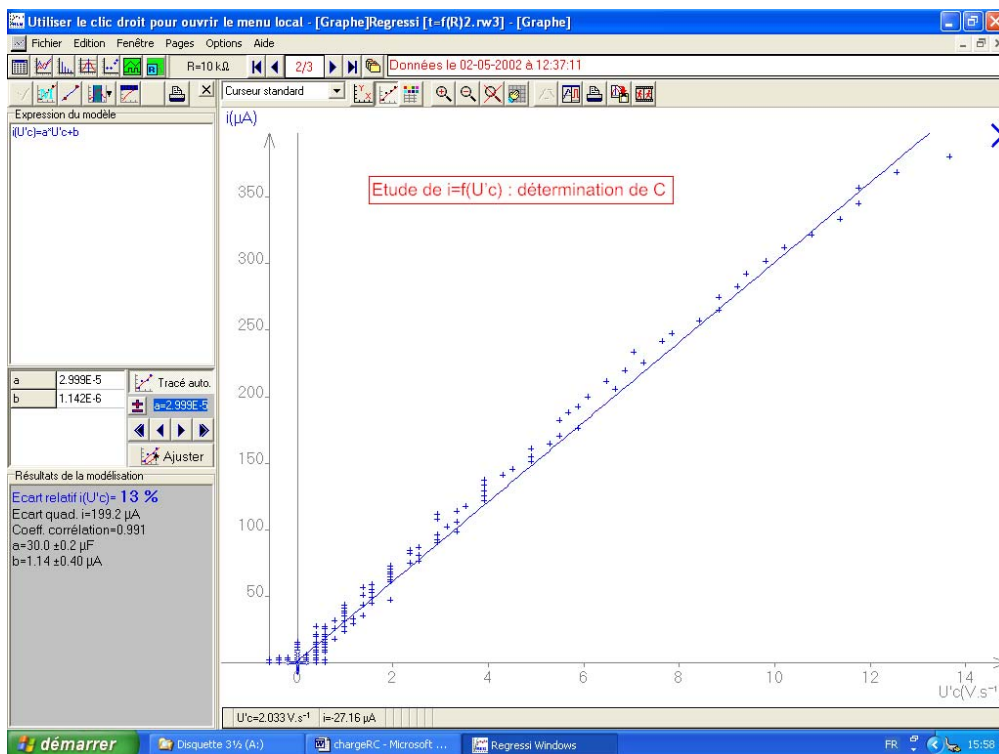 Utiliser le clic droit pour ouvrir le menu local - [Graphe]Regressi [t=f(R)2.rw3] - [Graphe]
Fichier Edition Fenêtre Pages Options Aide
R=10 kΩ 2/3 Données le 02-05-2002 à 12:37:11
Curseur standard
Expression du modèle
i(U'c)=a*U'c+b
a 2.999E-5
b 1.142E-6
Tracé auto.
± a=2.999E-5
Ajuster
Résultats de la modélisation
Ecart relatif i(U'c)= 13 %
Ecart quad. i=199.2 µA
Coeff. corrélation=0.991
a=30.0 ±0.2 µF
b=1.14 ±0.40 µA
i(µA)
Etude de i=f(U'c) : détermination de C
350
300
250
200
150
100
50
0 2 4 6 8 10 12 14
U'c(V.s⁻¹)
U'c=2.033 V.s⁻¹ i=-27.16 µA
démarrer Disquette 3½ (A:) chargeRC - Microsoft ... Regressi Windows FR 15:58